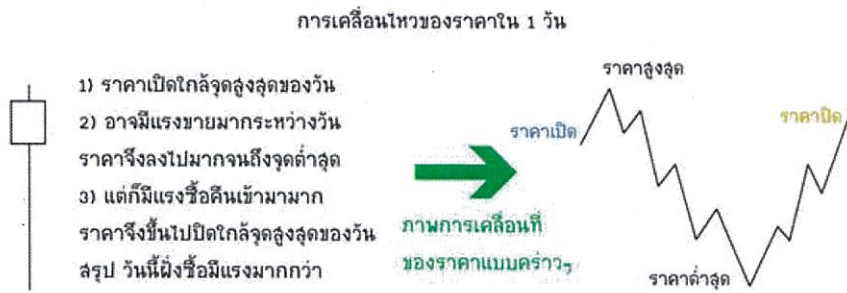 การเคลื่อนไหวของราคาใน 1 วัน
1) ราคาเปิดใกล้จุดสูงสุดของวัน
2) อาจมีแรงขายมากระหว่างวัน
ราคาจึงลงไปมากจนถึงจุดต่ำสุด
3) แต่ก็มีแรงซื้อคืนเข้ามามาก
ราคาจึงขึ้นไปปิดใกล้จุดสูงสุดของวัน
สรุป วันนี้ฝั่งซื้อมีแรงมากกว่า
ภาพการเคลื่อนที่
ของราคาแบบคร่าวๆ
ราคาสูงสุด
ราคาเปิด
ราคาปิด
ราคาต่ำสุด